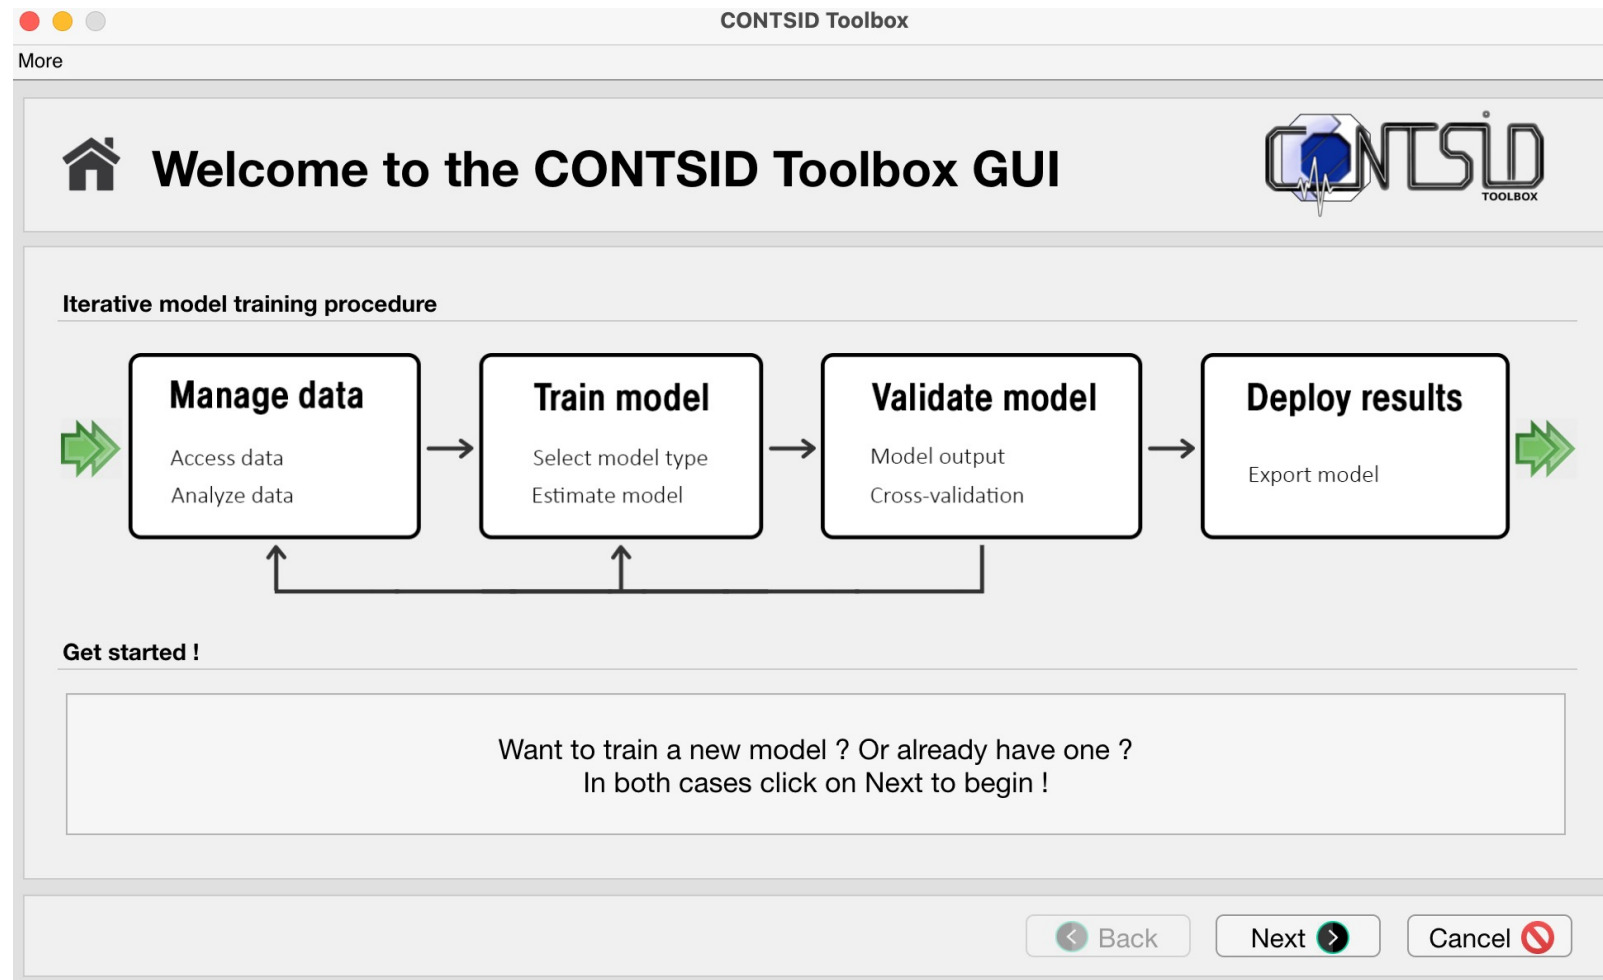 CONTSID Toolbox
More
Welcome to the CONTSID Toolbox GUI
CONTSID
TOOLBOX
Iterative model training procedure
Manage data
Access data
Analyze data
Train model
Select model type
Estimate model
Validate model
Model output
Cross-validation
Deploy results
Export model
Get started !
Want to train a new model ? Or already have one ?
In both cases click on Next to begin !
Back
Next
Cancel